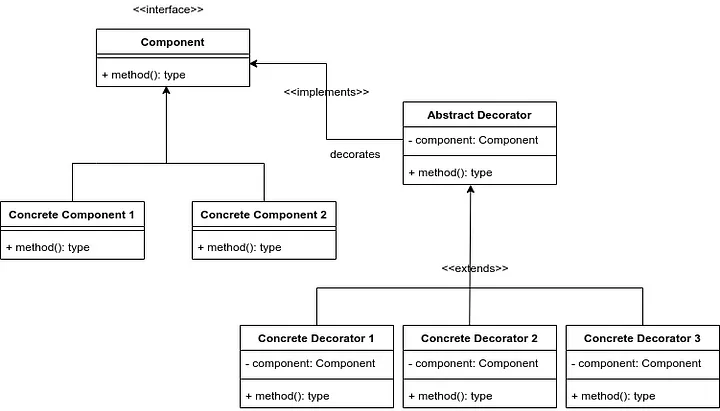 <<interface>>
Component
+ method(): type
<<implements>>
decorates
Abstract Decorator
- component: Component
+ method(): type
Concrete Component 1
+ method(): type
Concrete Component 2
+ method(): type
<<extends>>
Concrete Decorator 1
- component: Component
+ method(): type
Concrete Decorator 2
- component: Component
+ method(): type
Concrete Decorator 3
- component: Component
+ method(): type